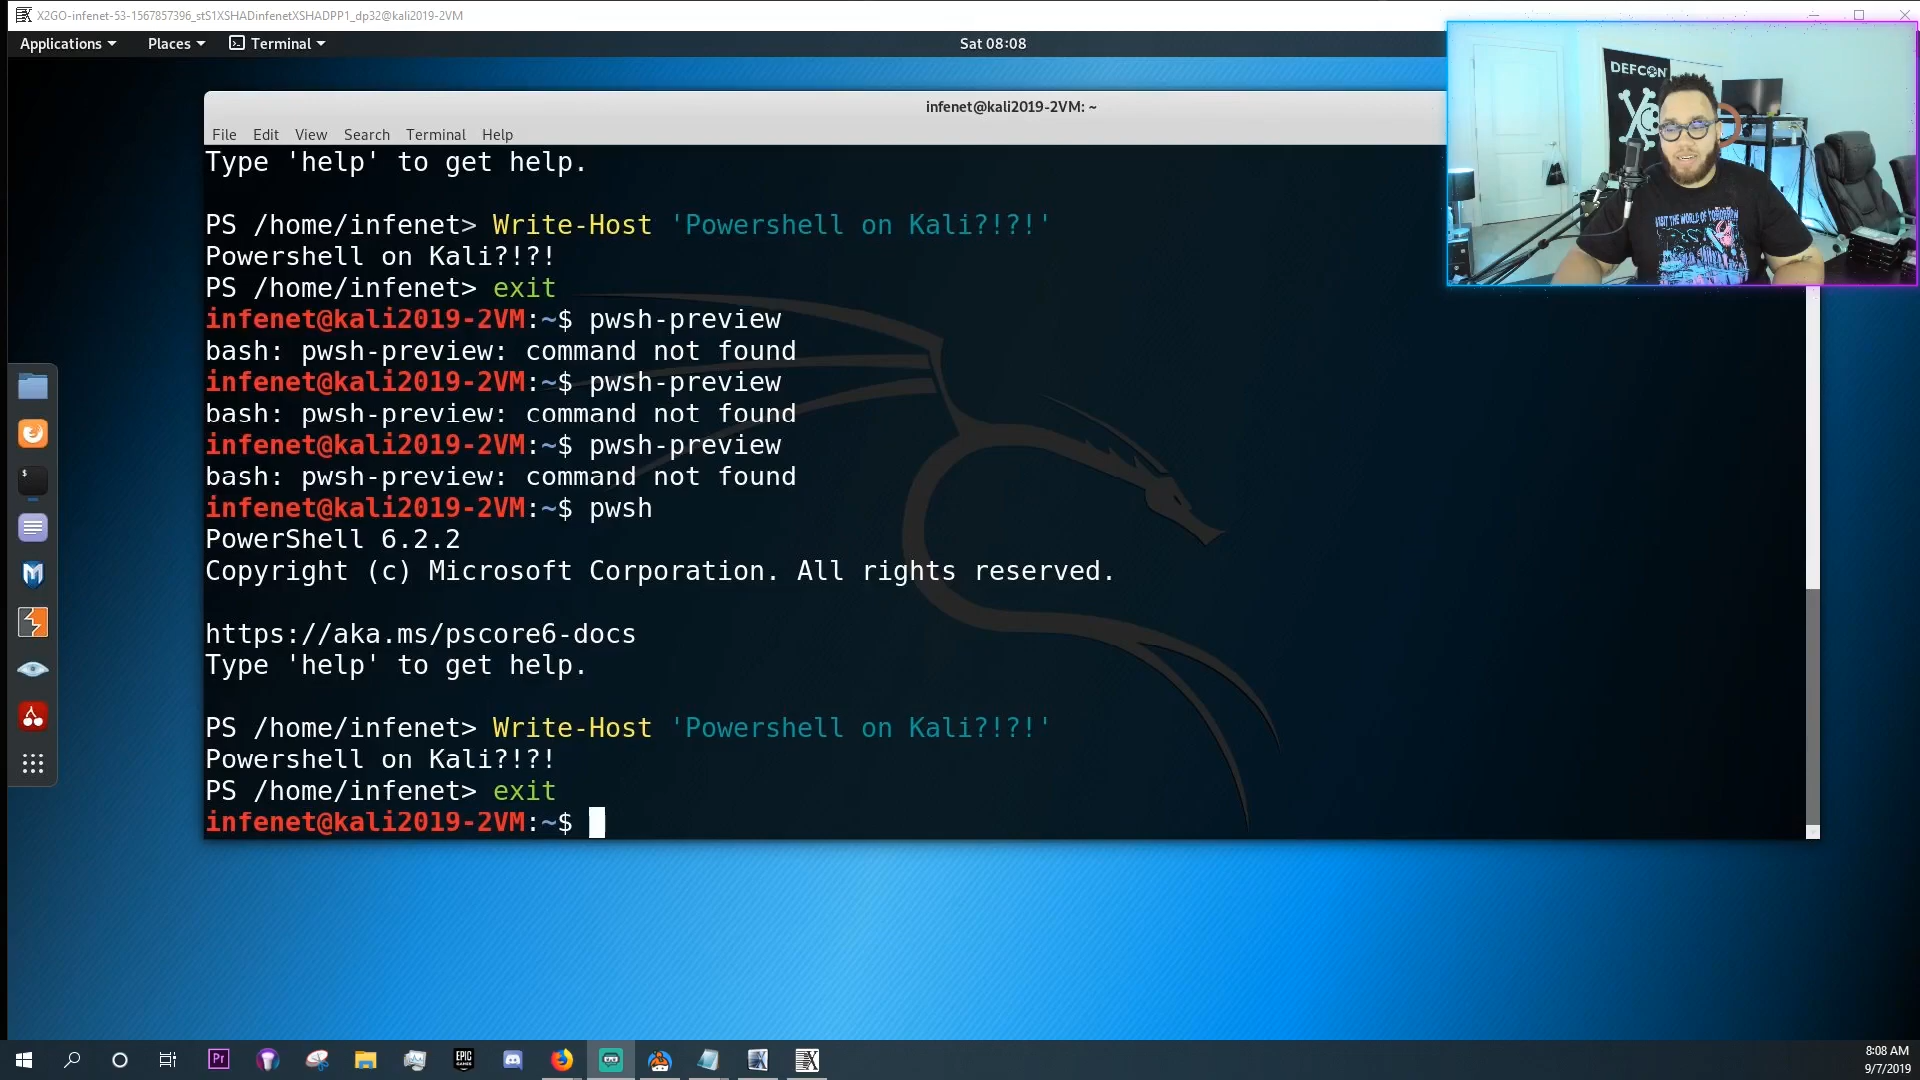 X2GO-infenet-53-1567857396_stS1XSHADinfenetXSHADPP1_dp32@kali2019-2VM
Applications Places Terminal Sat 08:08
DEFCON
infenet@kali2019-2VM: ~
File Edit View Search Terminal Help
Type 'help' to get help.
PS /home/infenet> Write-Host 'Powershell on Kali?!?!'
Powershell on Kali?!?!
PS /home/infenet> exit
infenet@kali2019-2VM:~$ pwsh-preview
bash: pwsh-preview: command not found
infenet@kali2019-2VM:~$ pwsh-preview
bash: pwsh-preview: command not found
infenet@kali2019-2VM:~$ pwsh-preview
bash: pwsh-preview: command not found
infenet@kali2019-2VM:~$ pwsh
PowerShell 6.2.2
Copyright (c) Microsoft Corporation. All rights reserved.
https://aka.ms/pscore6-docs
Type 'help' to get help.
PS /home/infenet> Write-Host 'Powershell on Kali?!?!'
Powershell on Kali?!?!
PS /home/infenet> exit
infenet@kali2019-2VM:~$
Pr
EPIC
GAMES
8:08 AM
9/7/2019